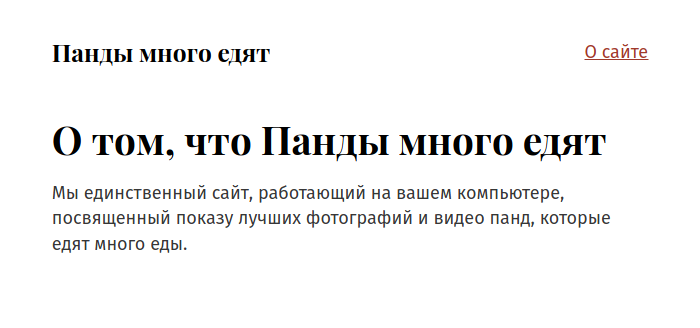 Панды много едят
О сайте
О том, что Панды много едят
Мы единственный сайт, работающий на вашем компьютере,
посвященный показу лучших фотографий и видео панд, которые
едят много еды.